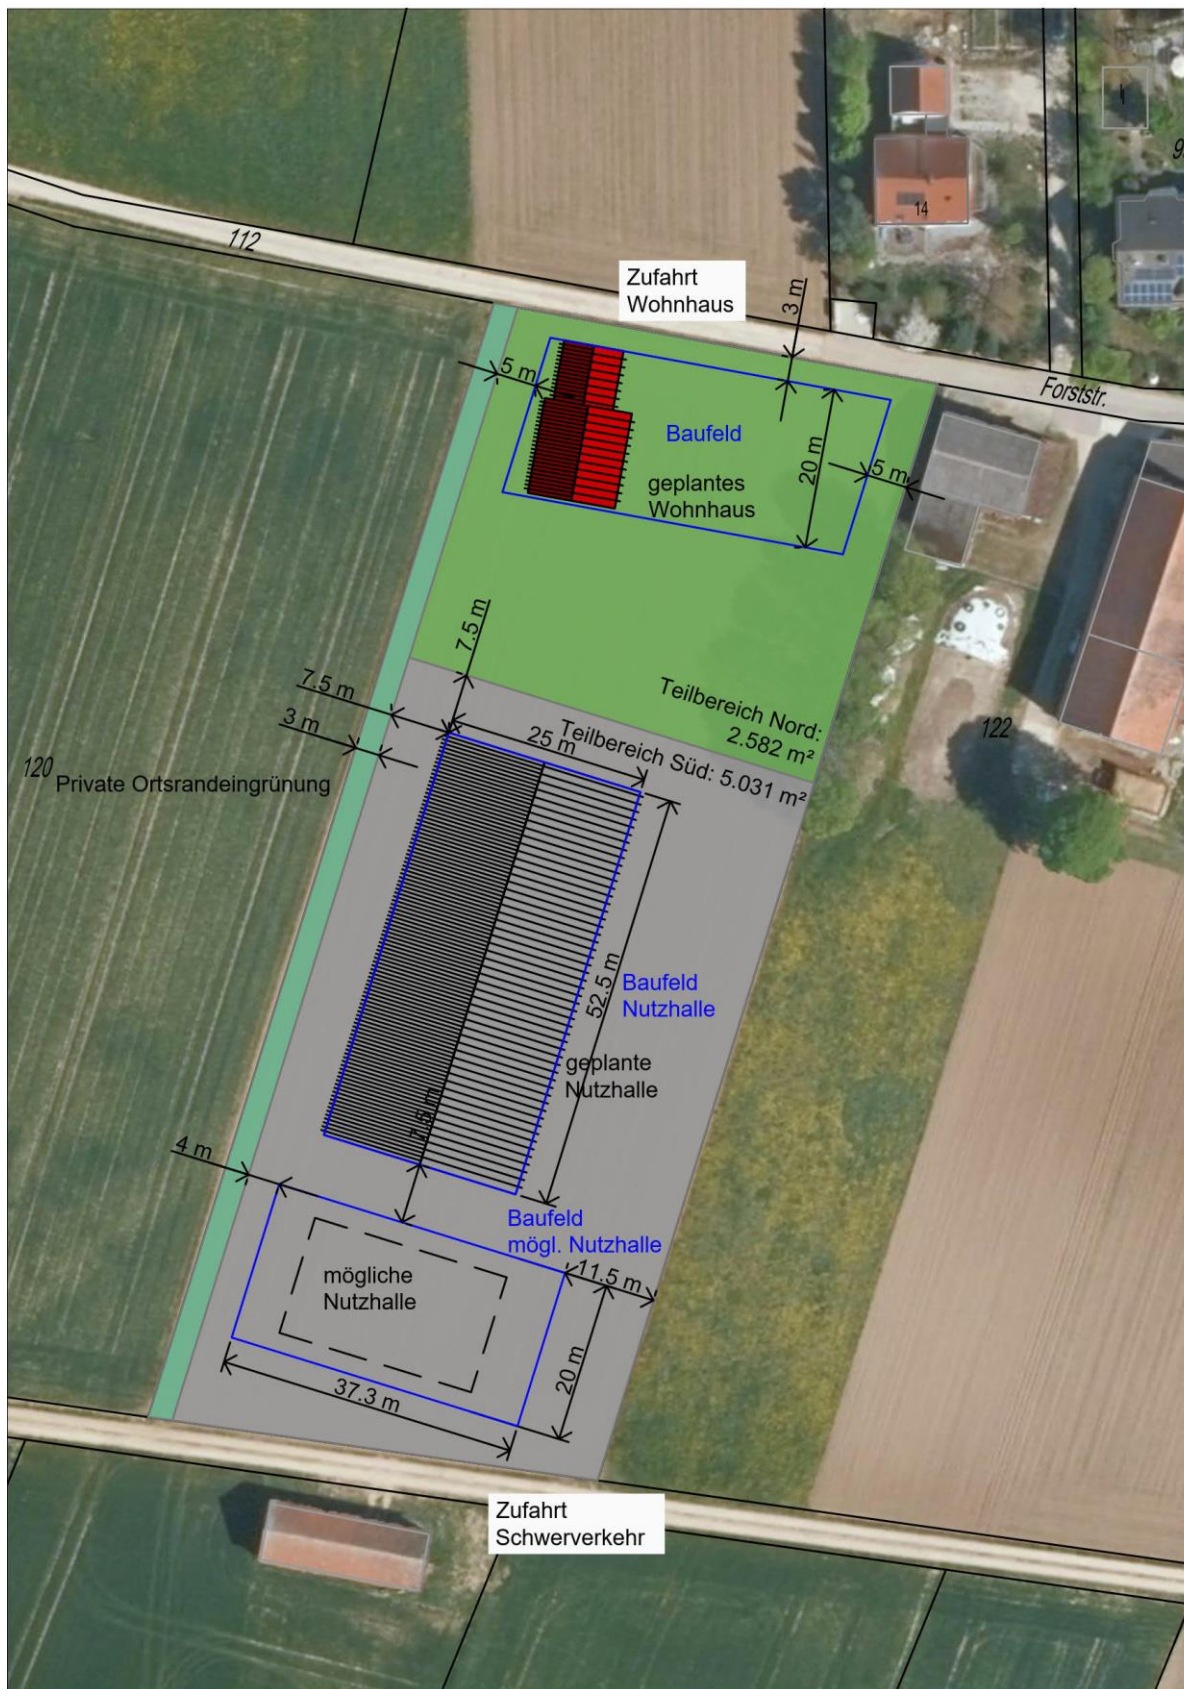 112
14
9
Zufahrt
Wohnhaus
3 m
Forststr.
5 m
Baufeld
20 m
5 m
geplantes
Wohnhaus
7.5 m
7.5 m
3 m
Teilbereich Nord:
2.582 m²
Teilbereich Süd: 5.031 m²
25 m
122
120
Private Ortsrandeingrünung
52.5 m
Baufeld
Nutzhalle
geplante
Nutzhalle
7.5 m
4 m
Baufeld
mögl. Nutzhalle
11.5 m
mögliche
Nutzhalle
20 m
37.3 m
Zufahrt
Schwerverkehr